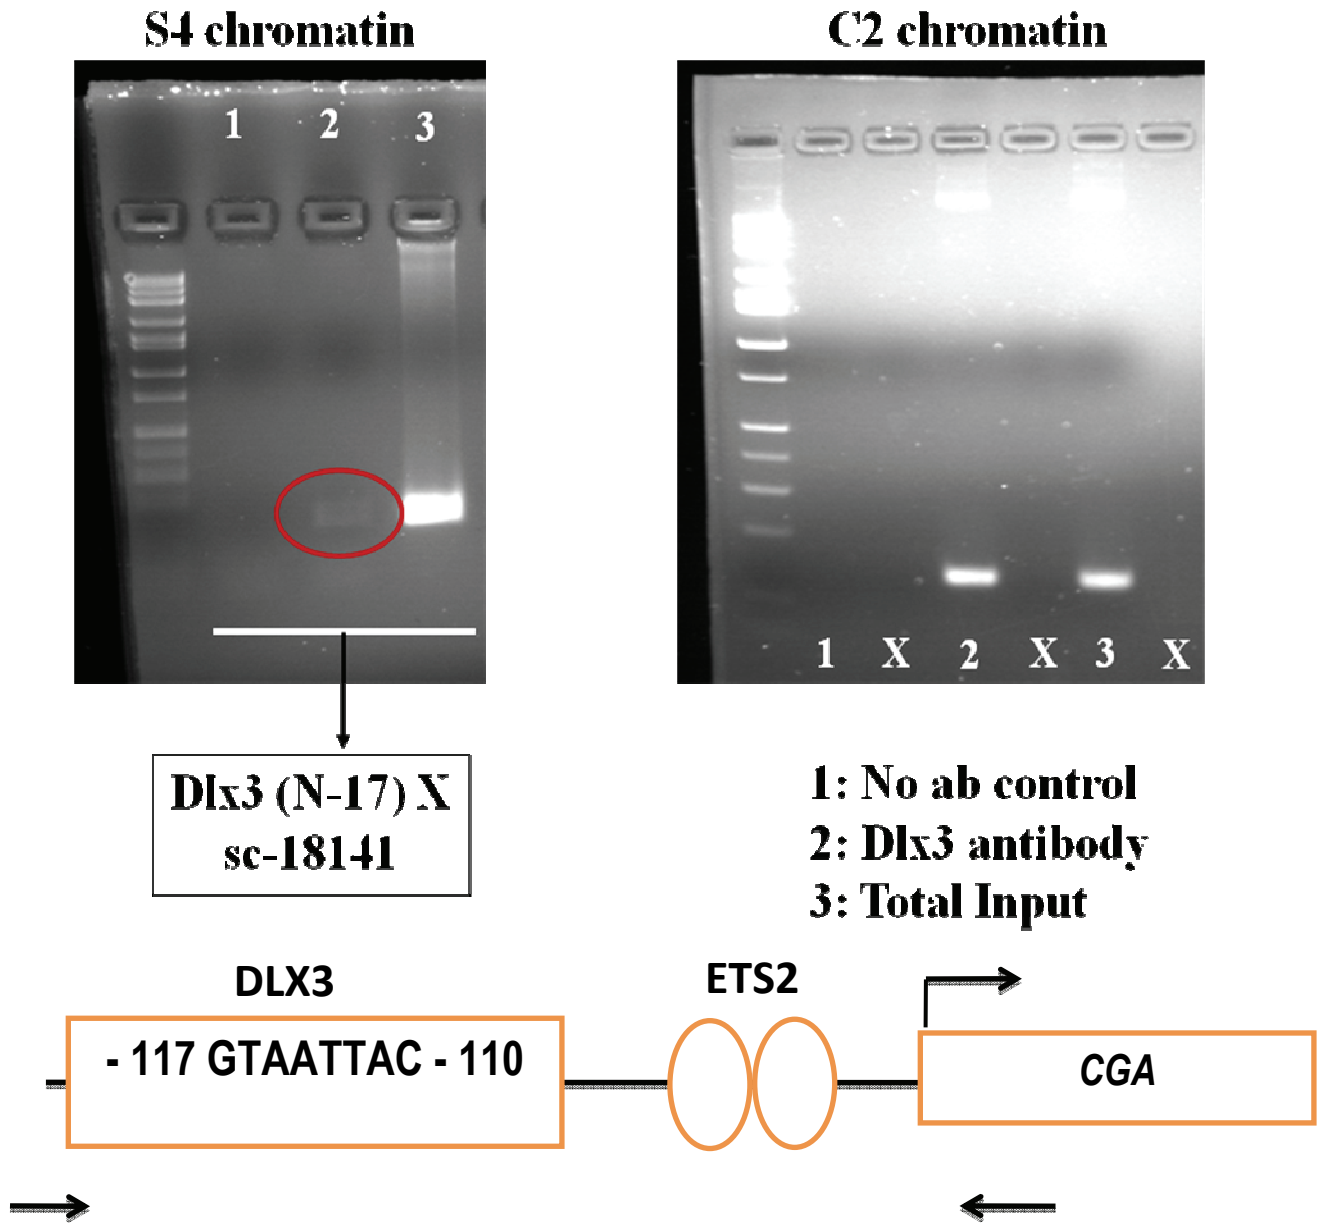 S4 chromatin
1 2 3
Dlx3 (N-17) X
sc-18141
C2 chromatin
1 X 2 X 3 X
1: No ab control
2: Dlx3 antibody
3: Total Input
DLX3
ETS2
- 117 GTAATTAC - 110
CGA